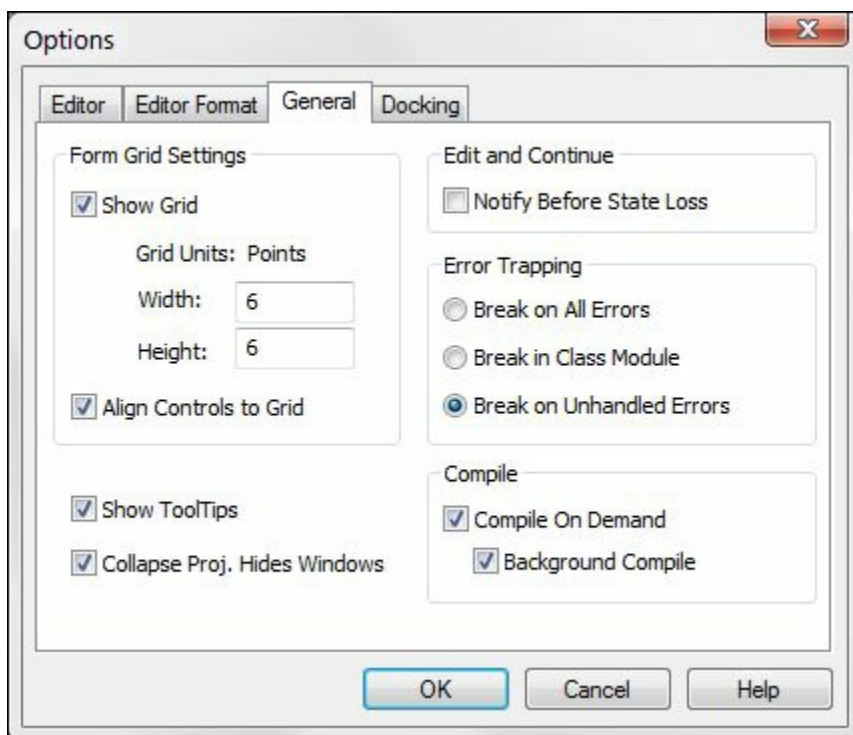 Options
Editor
Editor Format
General
Docking
Form Grid Settings
Show Grid
Grid Units: Points
Width: 6
Height: 6
Align Controls to Grid
Show ToolTips
Collapse Proj. Hides Windows
Edit and Continue
Notify Before State Loss
Error Trapping
Break on All Errors
Break in Class Module
Break on Unhandled Errors
Compile
Compile On Demand
Background Compile
OK
Cancel
Help